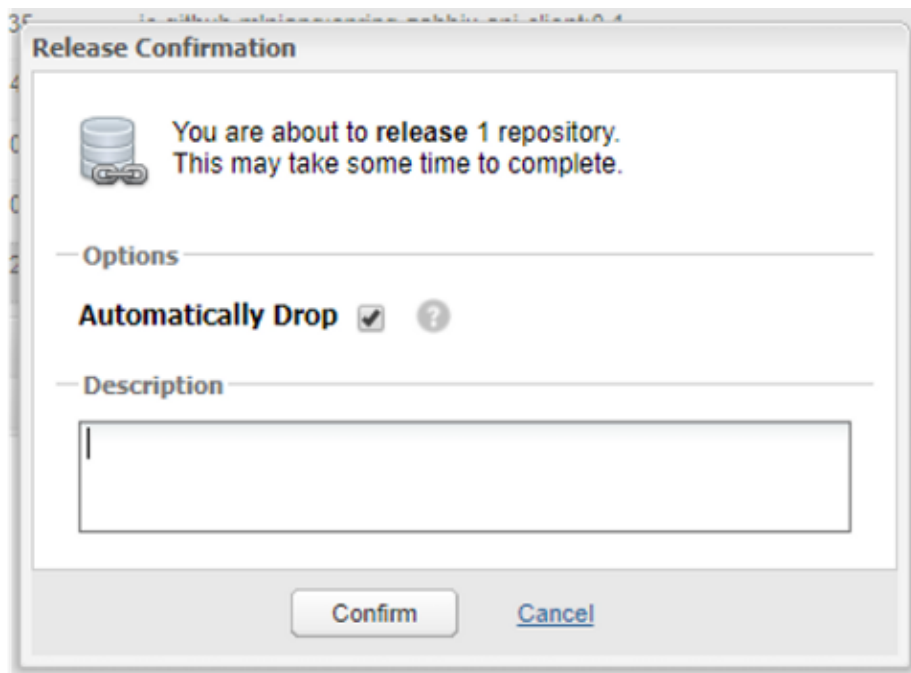 35
Release Confirmation
You are about to release 1 repository.
This may take some time to complete.
Options
Automatically Drop
?
Description
Confirm Cancel